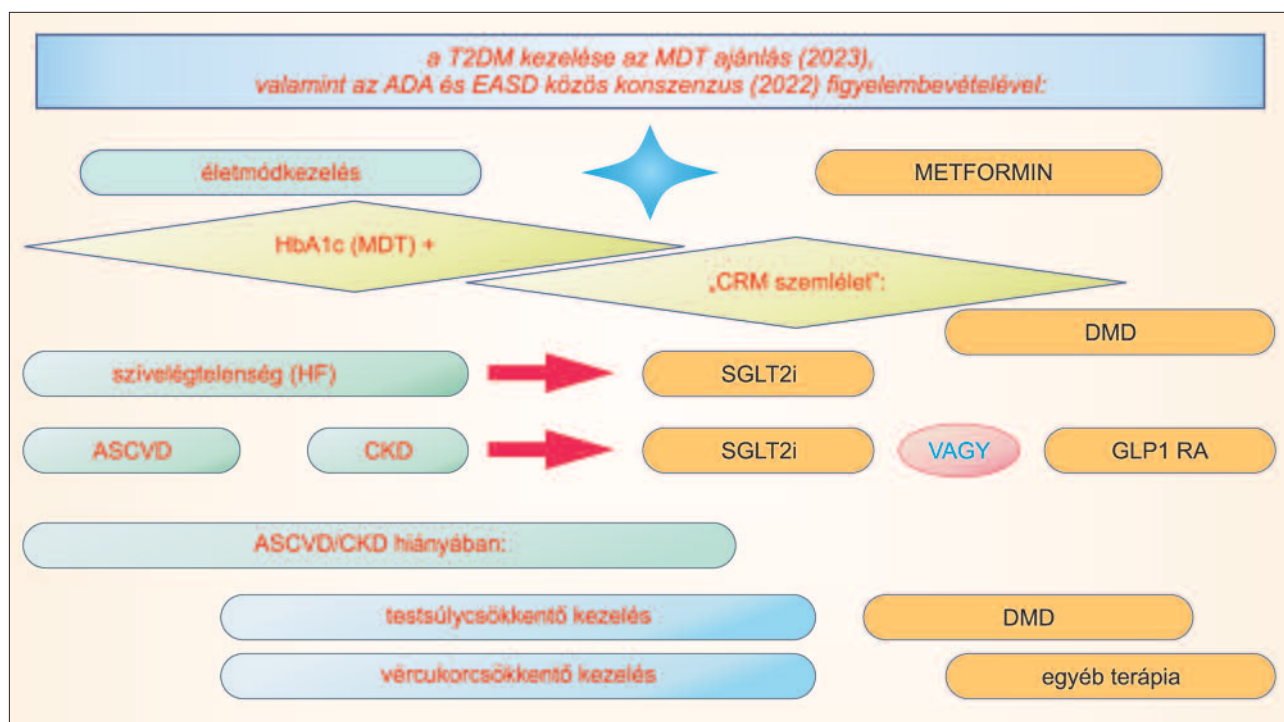 a T2DM kezelése az MDT ajánlás (2023),
valamint az ADA és EASD közös konszenzus (2022) figyelembevételével:
életmódkezelés
METFORMIN
HbA1c (MDT) +
„CRM szemlélet”:
DMD
szívelégtelenség (HF)
SGLT2i
ASCVD
CKD
SGLT2i
VAGY
GLP1 RA
ASCVD/CKD hiányában:
testsúlycsökkentő kezelés
DMD
vércukorcsökkentő kezelés
egyéb terápia